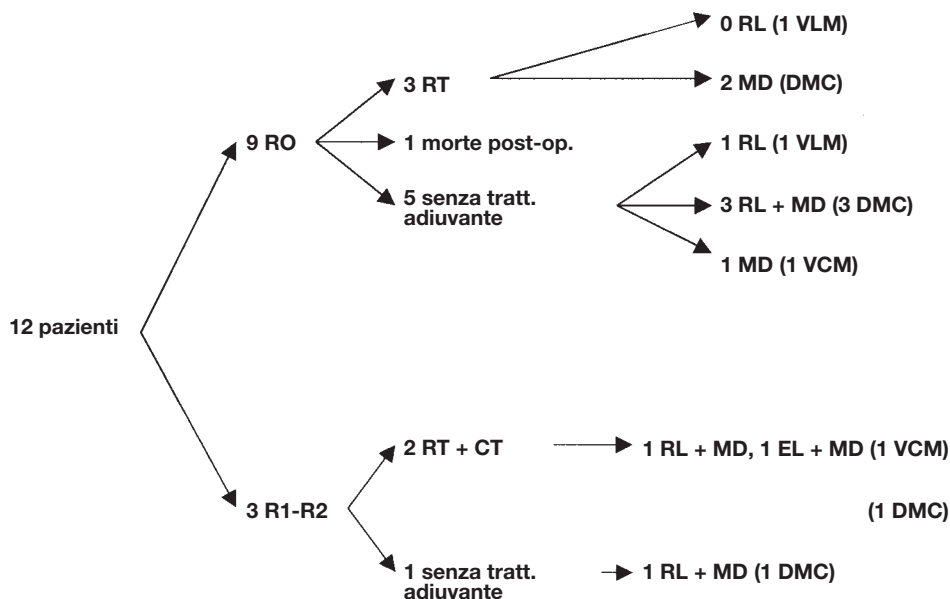 0 RL (1 VLM)
3 RT
2 MD (DMC)
9 RO
1 morte post-op.
1 RL (1 VLM)
5 senza tratt.
adiuvante
3 RL + MD (3 DMC)
1 MD (1 VCM)
12 pazienti
2 RT + CT
1 RL + MD, 1 EL + MD (1 VCM)
3 R1-R2
(1 DMC)
1 senza tratt.
adiuvante
1 RL + MD (1 DMC)